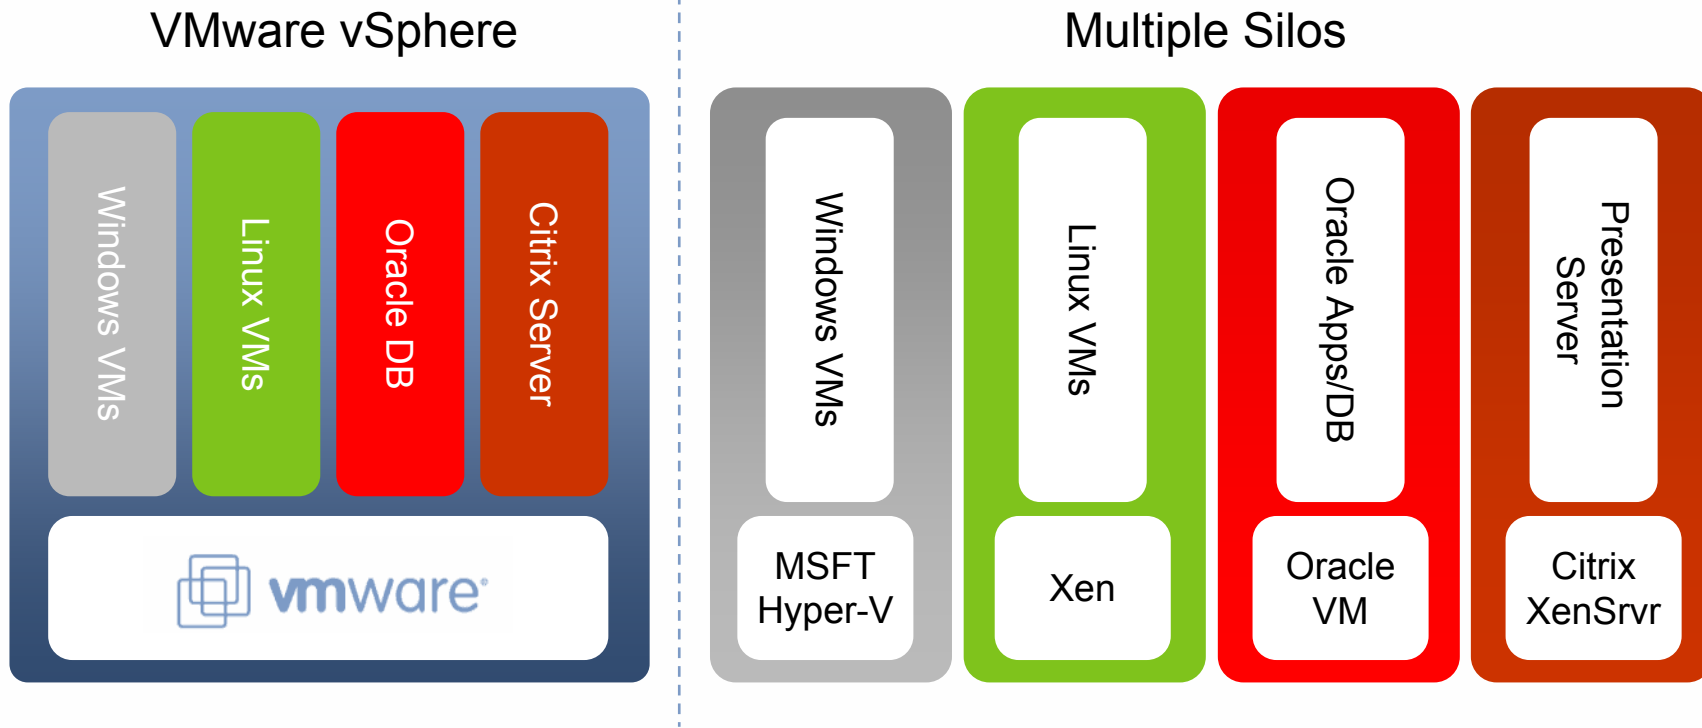 VMware vSphere
Windows VMs
Linux VMs
Oracle DB
Citrix Server
vmware®
Multiple Silos
Windows VMs
MSFT
Hyper-V
Linux VMs
Xen
Oracle Apps/DB
Oracle
VM
Presentation
Server
Citrix
XenSrvr